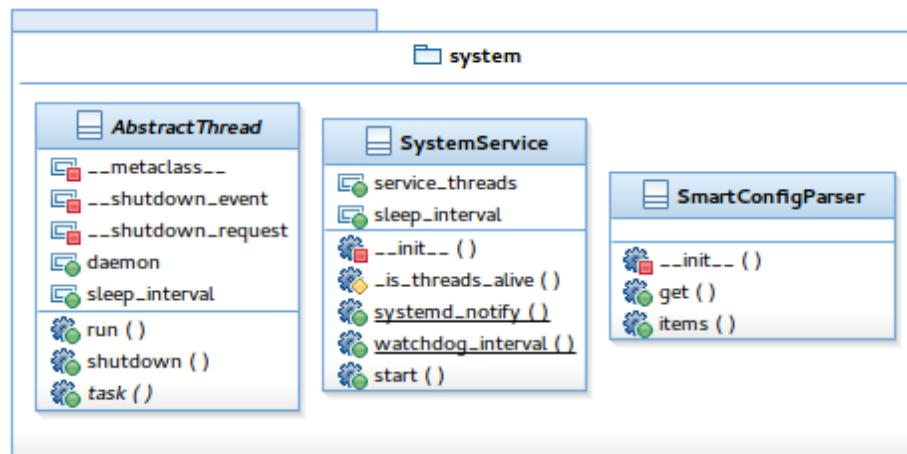 system
AbstractThread
__metaclass__
__shutdown_event
__shutdown_request
daemon
sleep_interval
run ( )
shutdown ( )
task ( )
SystemService
service_threads
sleep_interval
__init__ ( )
_is_threads_alive ( )
systemd_notify ( )
watchdog_interval ( )
start ( )
SmartConfigParser
__init__ ( )
get ( )
items ( )